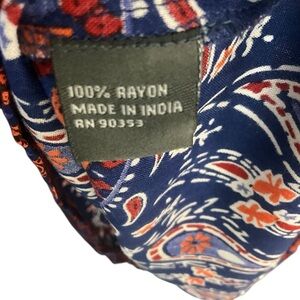 100% RAYON
MADE IN INDIA
RN 90353